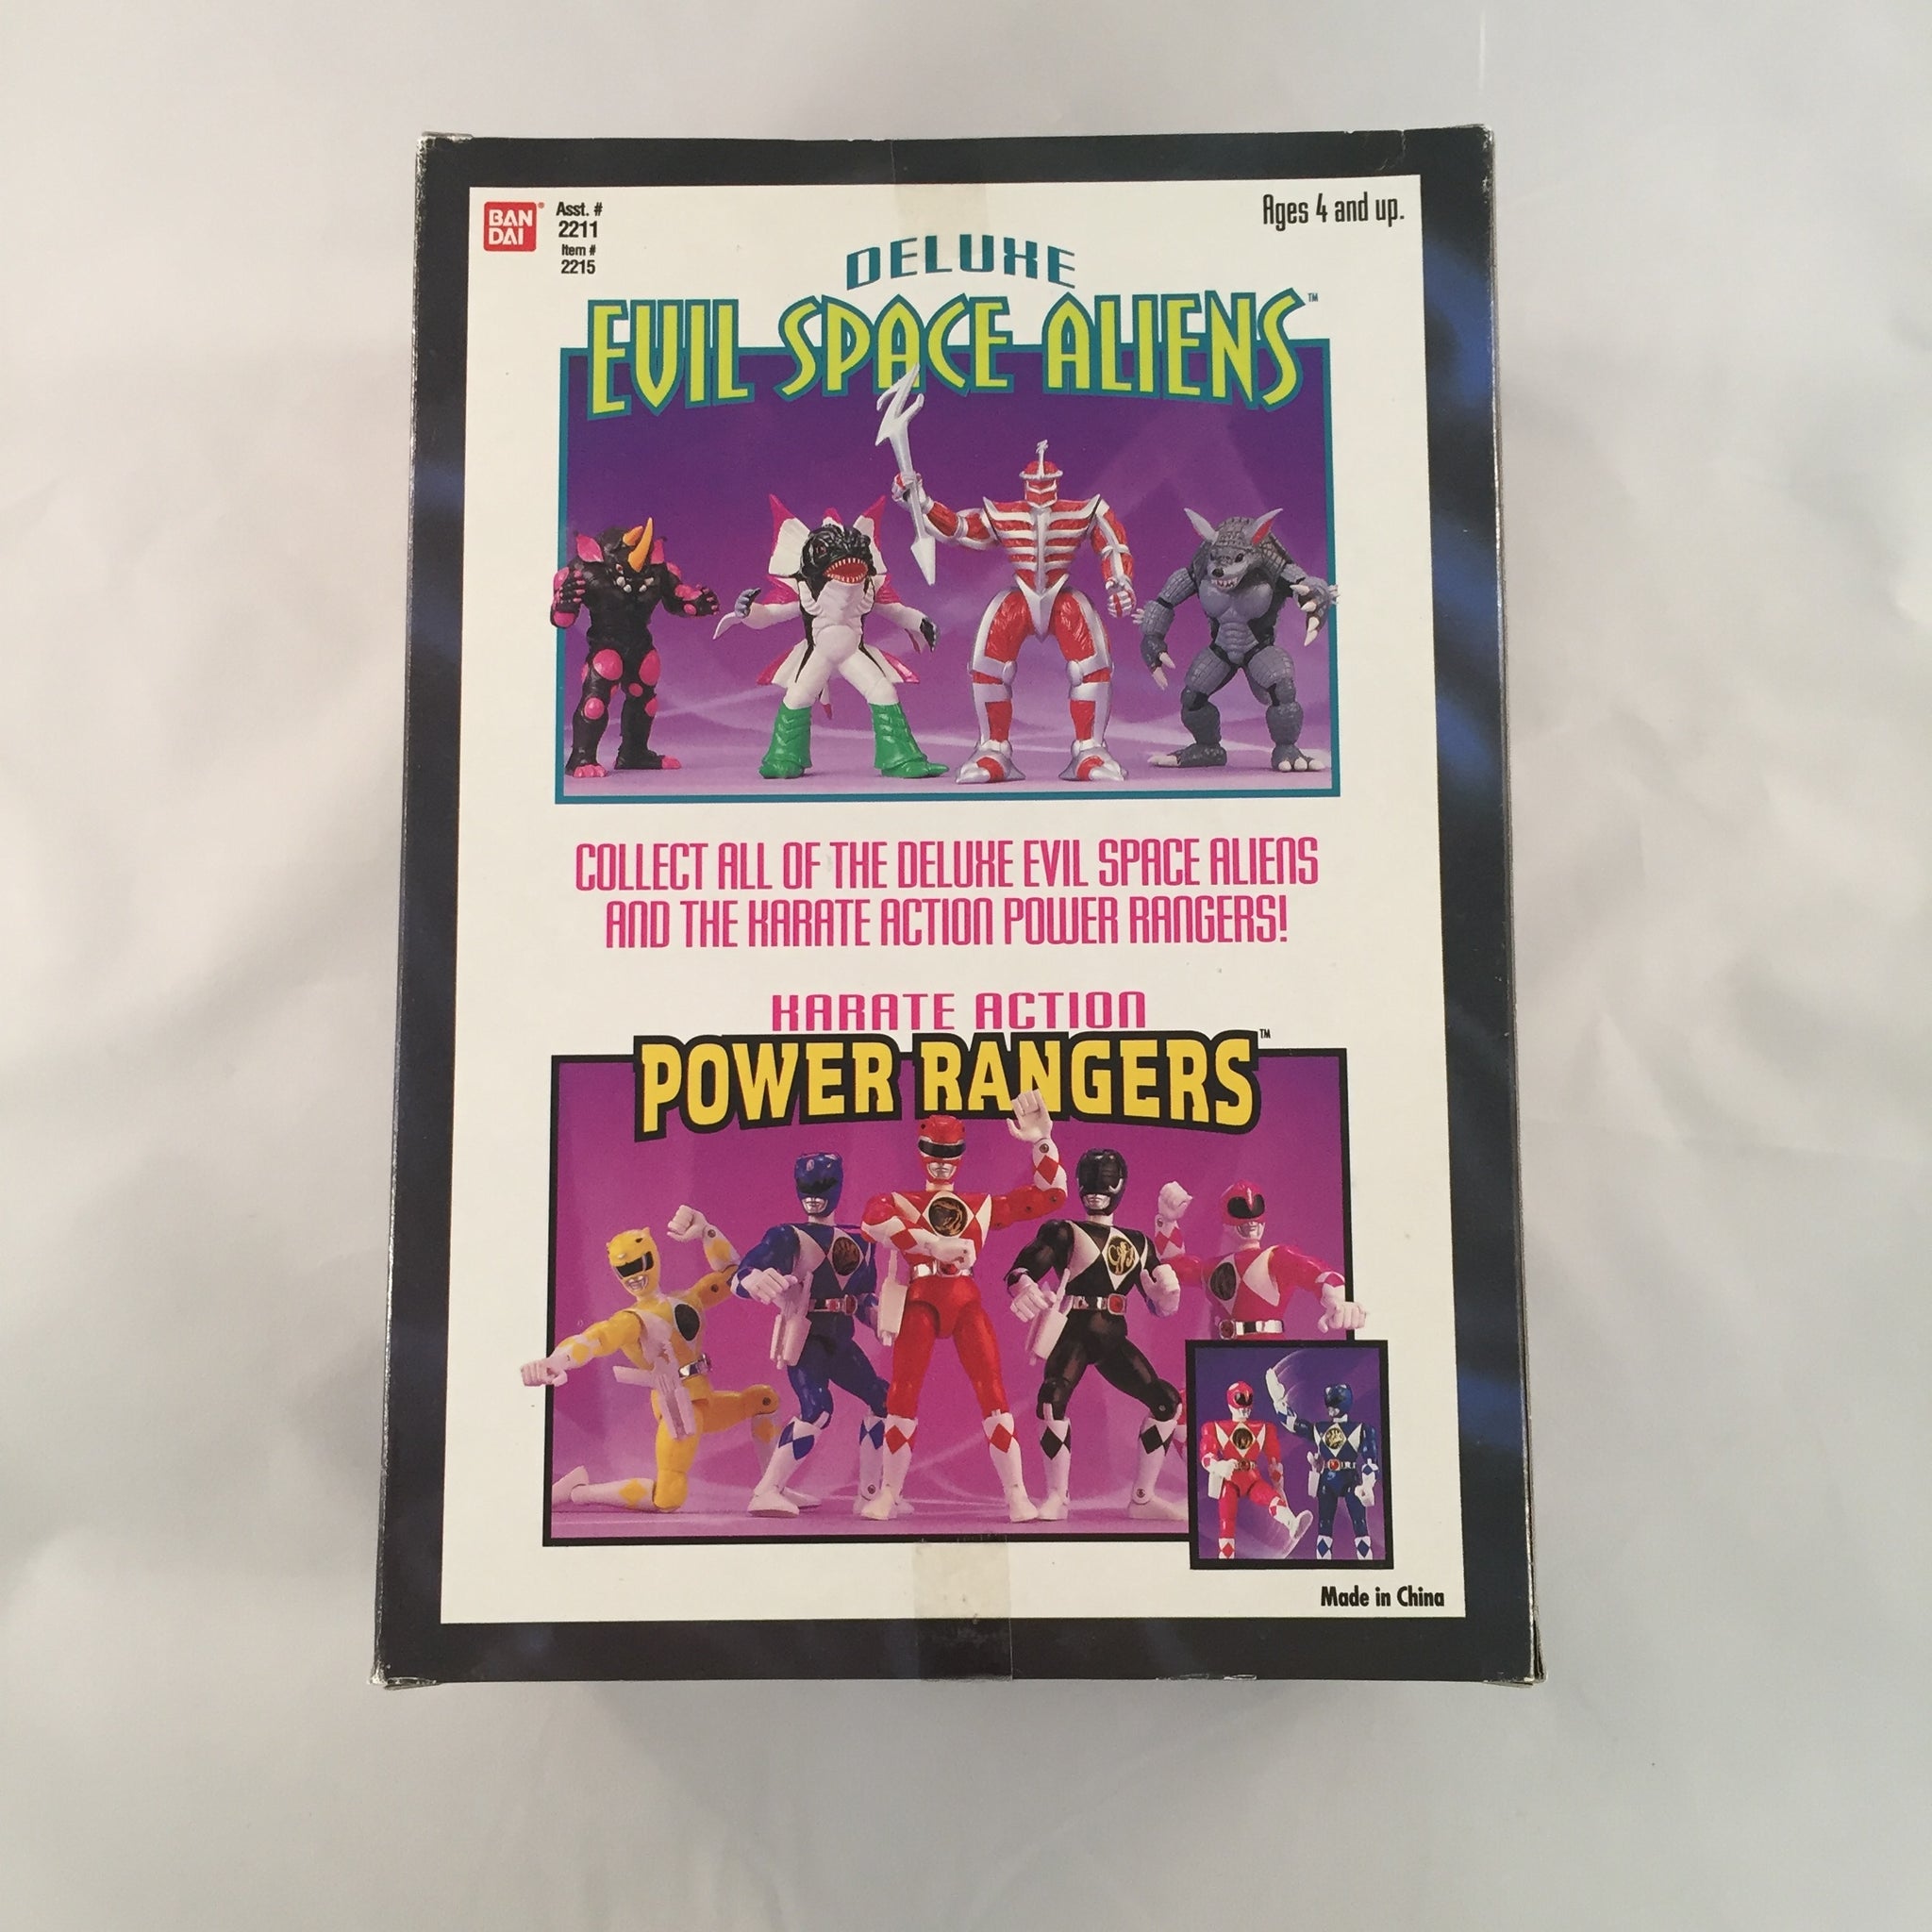 BAN
DAI
®
Asst. #
2211
Item #
2215
Ages 4 and up.
DELUXE
EVIL SPACE ALIENS™
COLLECT ALL OF THE DELUXE EVIL SPACE ALIENS
AND THE KARATE ACTION POWER RANGERS!
KARATE ACTION
POWER RANGERS™
Made in China